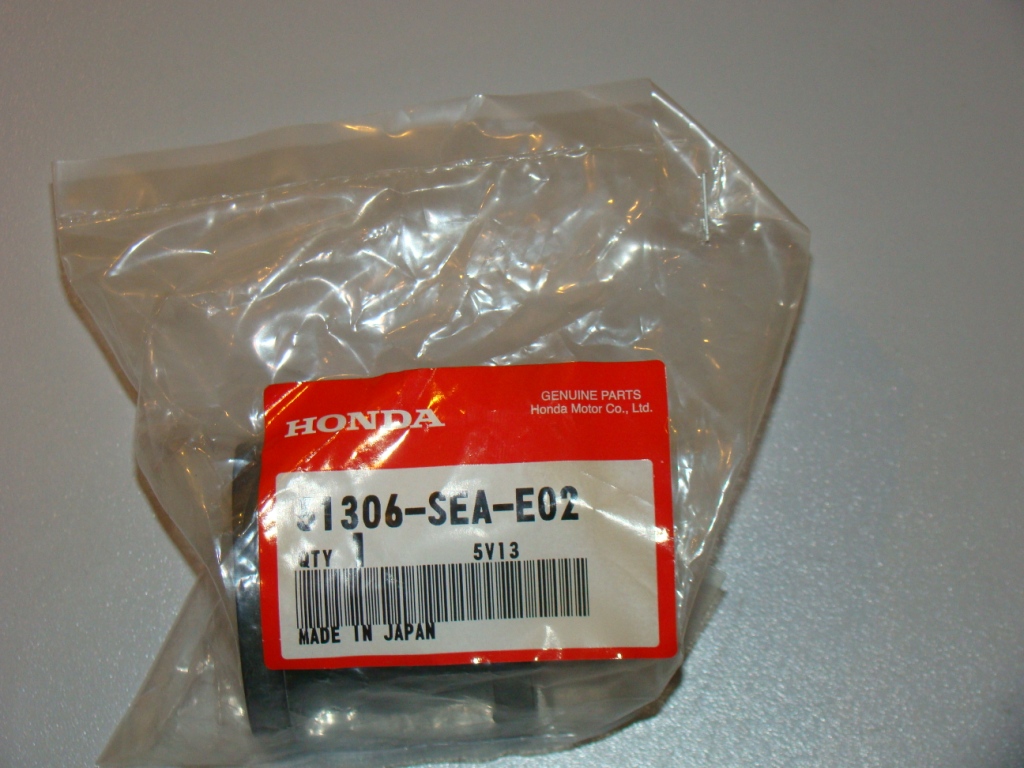 HONDA
GENUINE PARTS
Honda Motor Co., Ltd.
51306-SEA-E02
QTY 1 5V13
MADE IN JAPAN